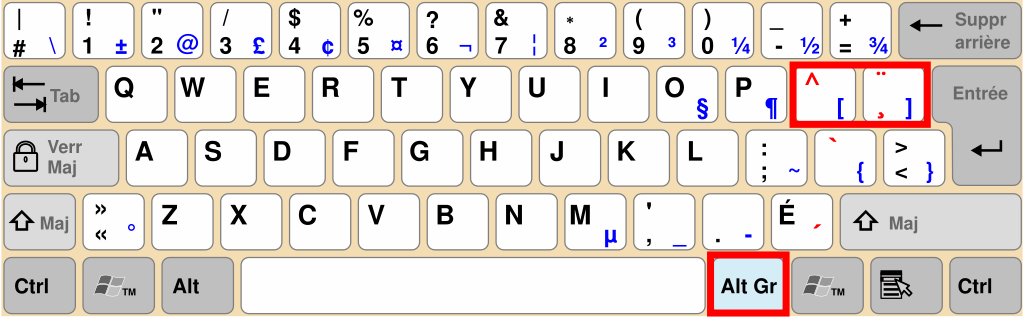 | ! " / $ % ? & * ( ) _ + Suppr
# \ 1 ± 2 @ 3 £ 4 ¢ 5 ¤ 6 ¬ 7 ¦ 8 ² 9 ³ 0 ¼ - ½ = ¾ arrière
Tab Q W E R T Y U I O § P ¶ ^ [ ¨ ¸ ] Entrée
Verr Maj A S D F G H J K L : ; ~ ` { > < }
Maj » « ° Z X C V B N M µ ' , _ . - É ´ Maj
Ctrl TM Alt Alt Gr TM Ctrl